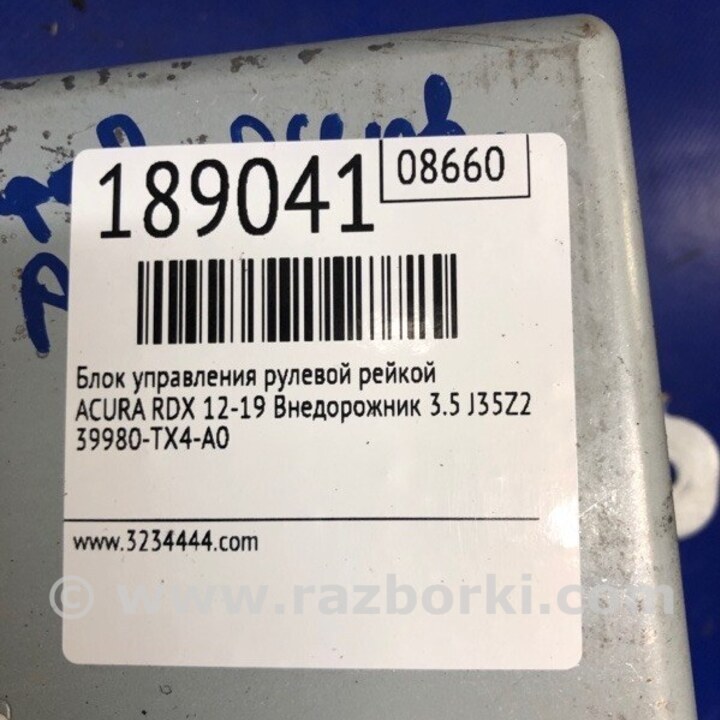 189041
08660
Блок управления рулевой рейкой
ACURA RDX 12-19 Внедорожник 3.5 J35Z2
39980-TX4-A0
www.3234444.com
© www.razborki.com